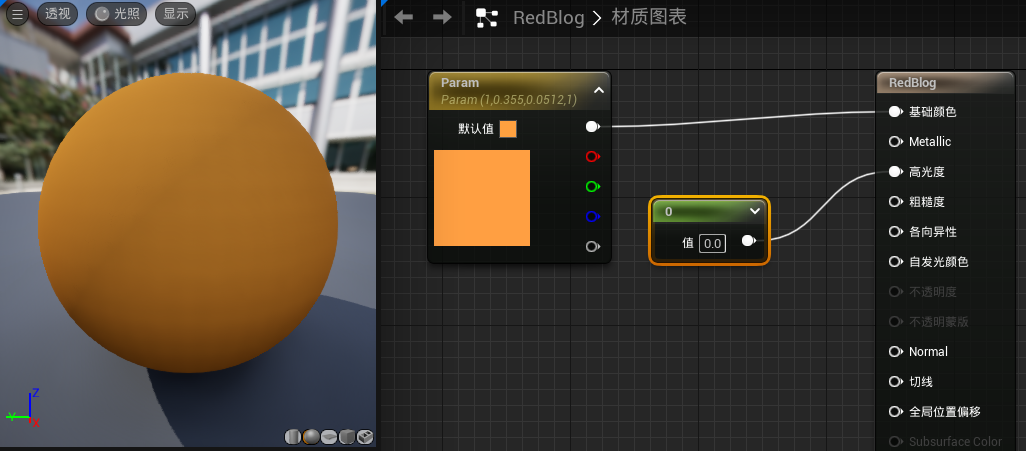 透视 光照 显示
RedBlog > 材质图表
Param
Param (1,0.355,0.0512,1)
默认值
0
值 0.0
RedBlog
基础颜色
Metallic
高光度
粗糙度
各向异性
自发光颜色
不透明度
不透明蒙版
Normal
切线
全局位置偏移
Subsurface Color
Z
Y
X